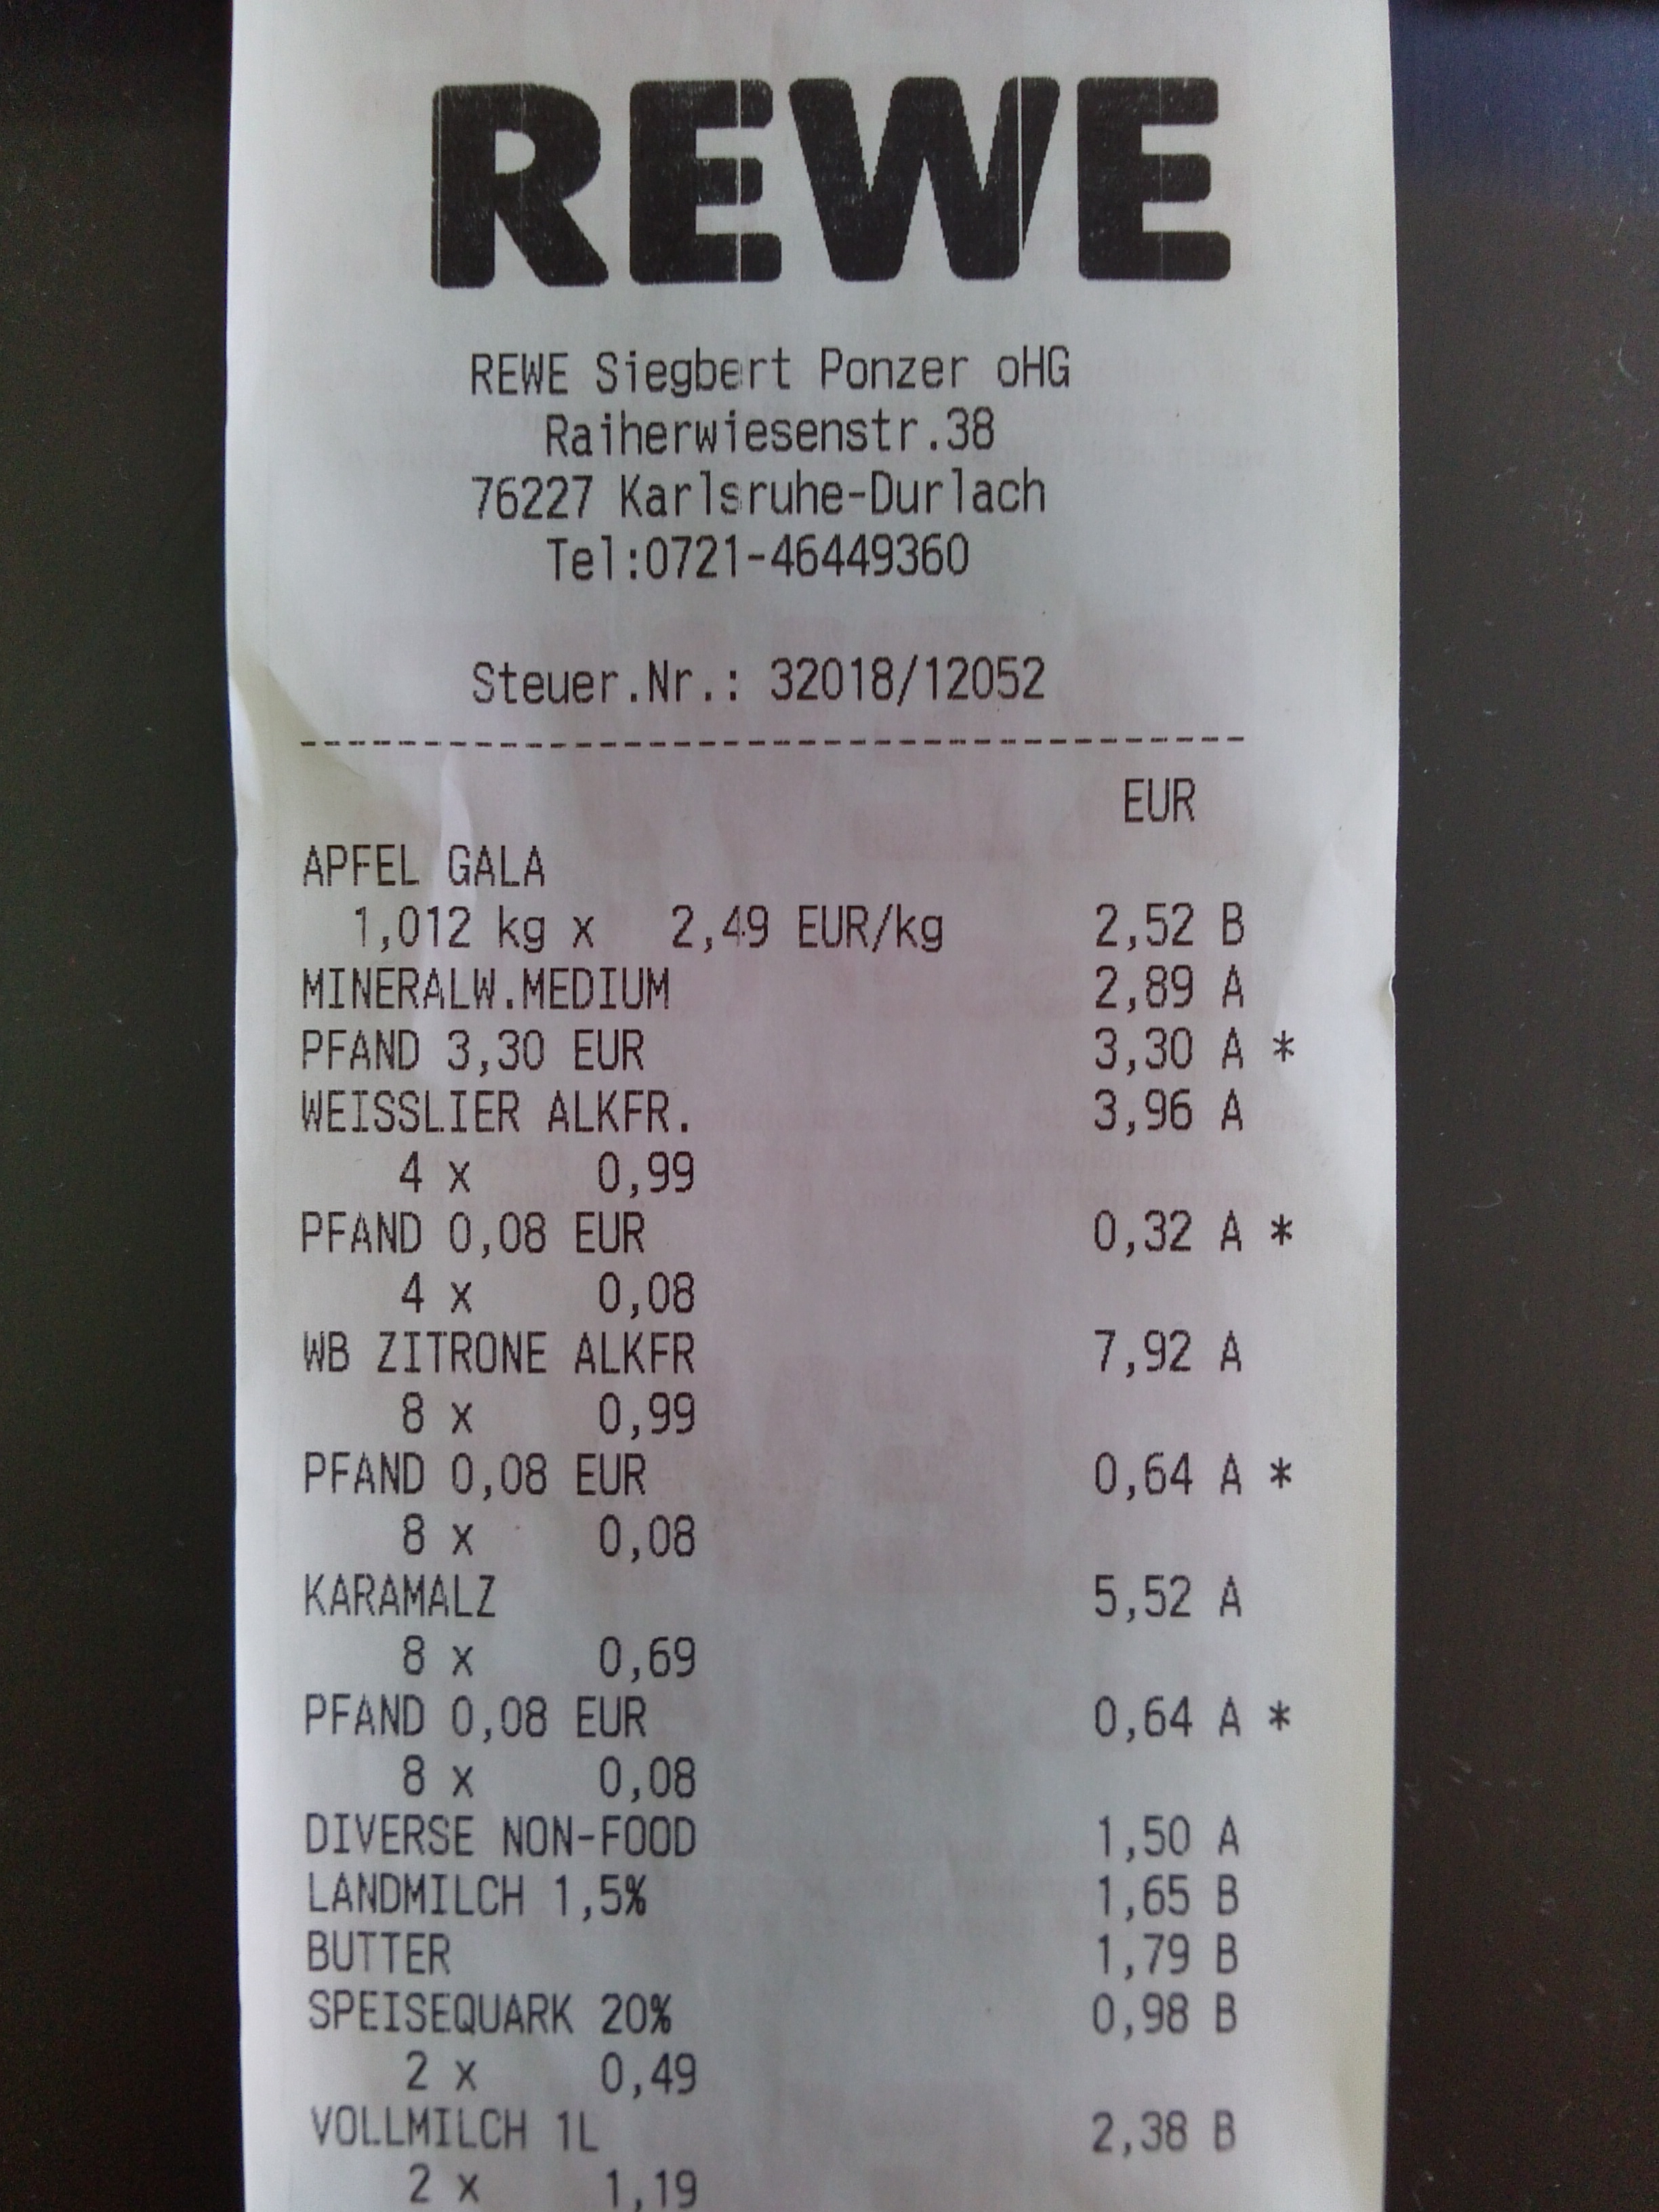 REWE
REWE Siegbert Ponzer oHG
Raiherwiesenstr.38
76227 Karlsruhe-Durlach
Tel:0721-46449360
Steuer.Nr.: 32018/12052
EUR
APFEL GALA
1,012 kg x 2,49 EUR/kg 2,52 B
MINERALW.MEDIUM 2,89 A
PFAND 3,30 EUR 3,30 A *
WEISSLIER ALKFR. 3,96 A
4 x 0,99
PFAND 0,08 EUR 0,32 A *
4 x 0,08
WB ZITRONE ALKFR 7,92 A
8 x 0,99
PFAND 0,08 EUR 0,64 A *
8 x 0,08
KARAMALZ 5,52 A
8 x 0,69
PFAND 0,08 EUR 0,64 A *
8 x 0,08
DIVERSE NON-FOOD 1,50 A
LANDMILCH 1,5% 1,65 B
BUTTER 1,79 B
SPEISEQUARK 20% 0,98 B
2 x 0,49
VOLLMILCH 1L 2,38 B
2 x 1,19